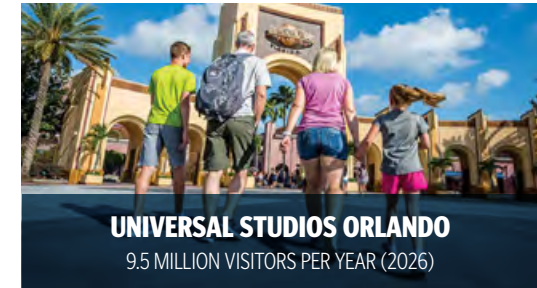 UNIVERSAL STUDIOS ORLANDO
9.5 MILLION VISITORS PER YEAR (2026)